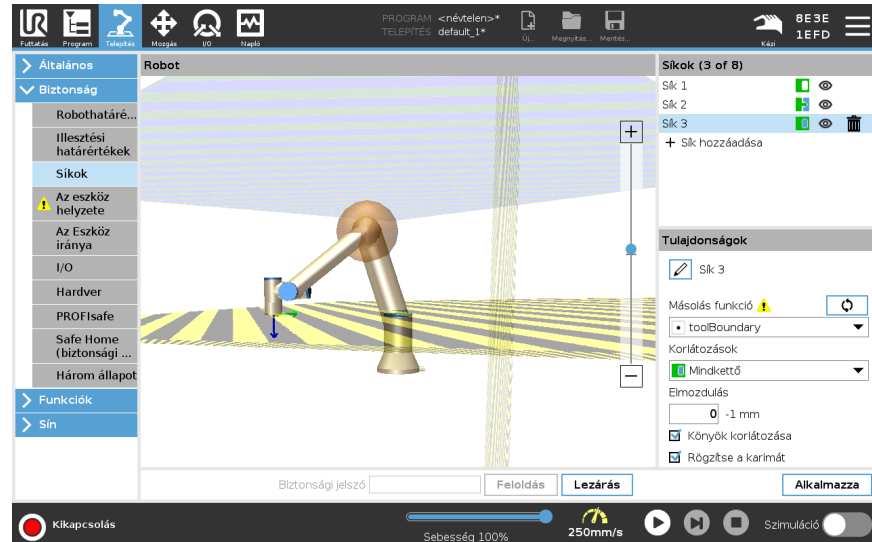 UR
PROGRAM <névtelen>*
TELEPÍTÉS default_1*
8E3E
1EFD
Futtatás Program Telepítés Mozgás I/O Napló
Új... Megnyitás... Mentés...
Kézi
Általános
Biztonság
Robothatáré...
Illesztési
határértékek
Síkok
Az eszköz
helyzete
Az Eszköz
iránya
I/O
Hardver
PROFIsafe
Safe Home
(biztonsági ...
Három állapot
Funkciók
Sín
Robot
Síkok (3 of 8)
Sík 1
Sík 2
Sík 3
+ Sík hozzáadása
Tulajdonságok
Sík 3
Másolás funkció
toolBoundary
Korlátozások
Mindkettő
Elmozdulás
0 -1 mm
Könyök korlátozása
Rögzítse a karimát
Biztonsági jelszó
Feloldás
Lezárás
Alkalmazza
Kikapcsolás
Sebesség 100%
250mm/s
Szimuláció